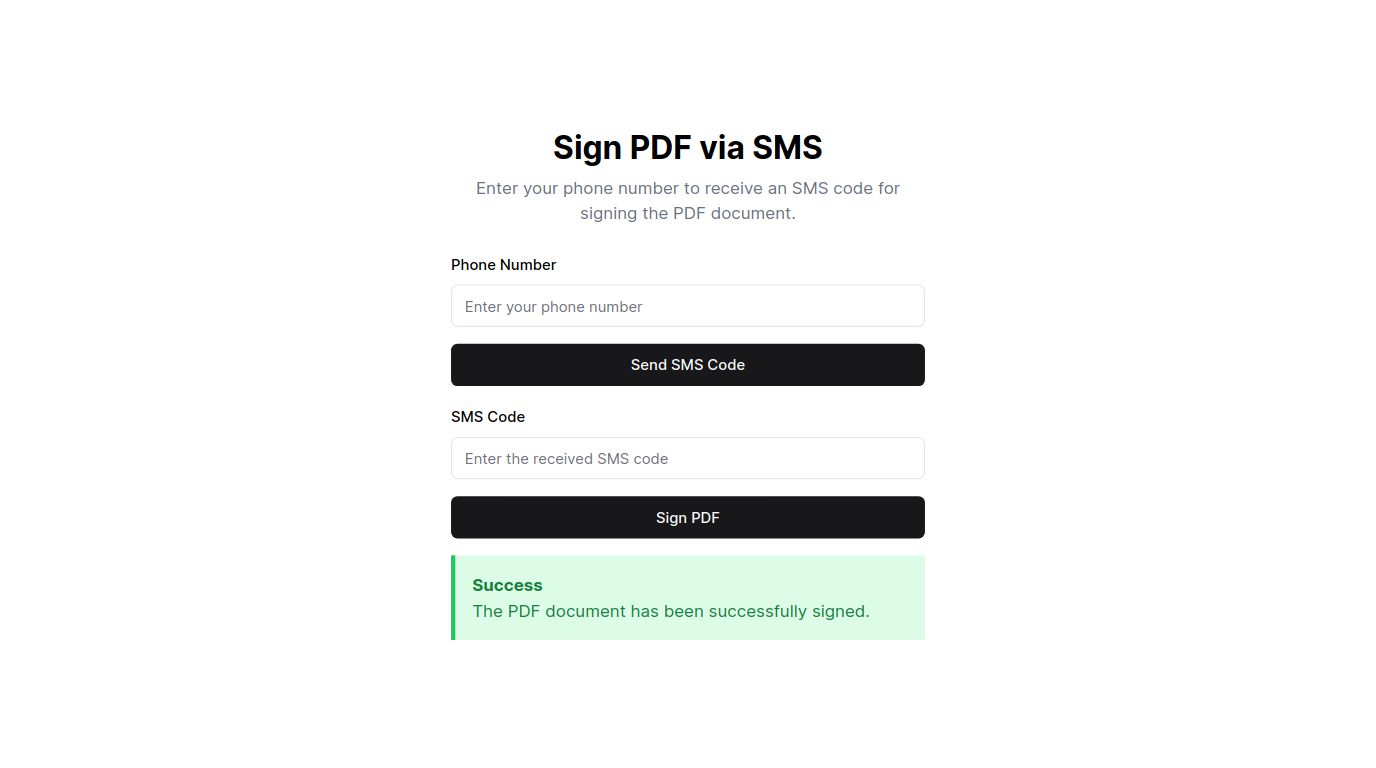 Sign PDF via SMS
Enter your phone number to receive an SMS code for
signing the PDF document.
Phone Number
Enter your phone number
Send SMS Code
SMS Code
Enter the received SMS code
Sign PDF
Success
The PDF document has been successfully signed.